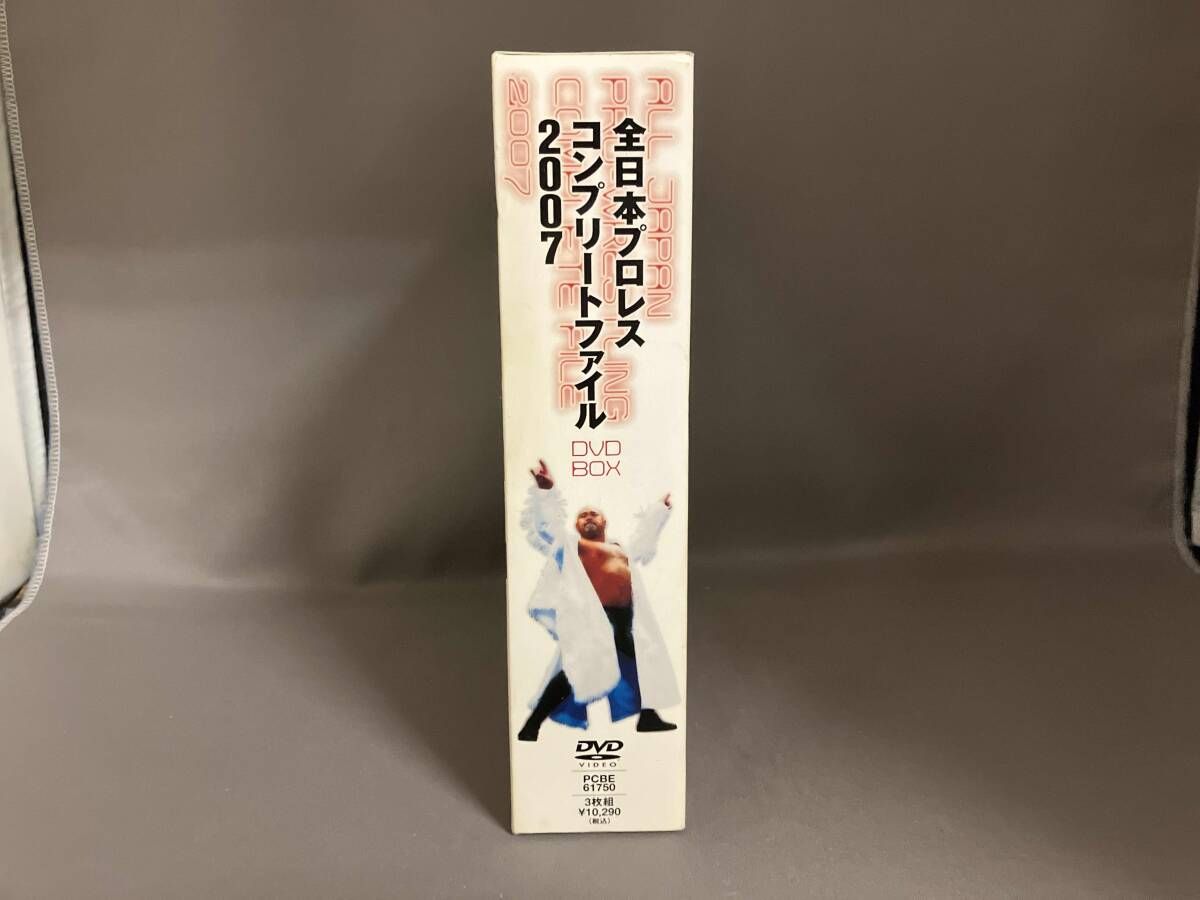 ALL JAPAN
PRO WRESTLING
COMPLETE FILE
2007
全日本プロレス
コンプリートファイル
2007
DVD
BOX
DVD
VIDEO
PCBE
61750
3枚組
¥10,290
(税込)